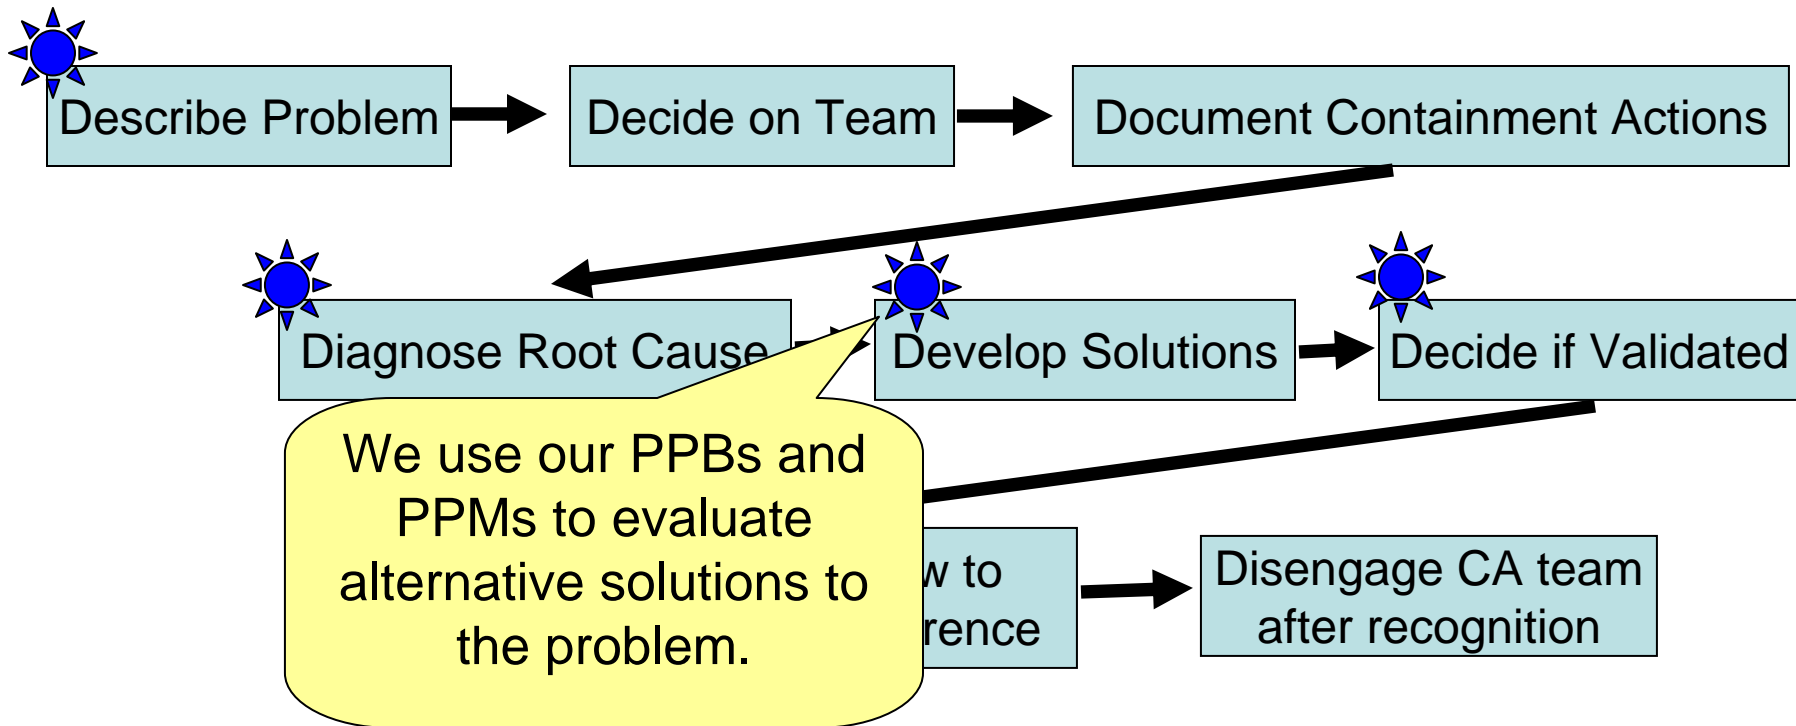 Describe Problem
Decide on Team
Document Containment Actions
Diagnose Root Cause
Develop Solutions
Decide if Validated
We use our PPBs and
PPMs to evaluate
alternative solutions to
the problem.
to
Disengage CA team
after recognition